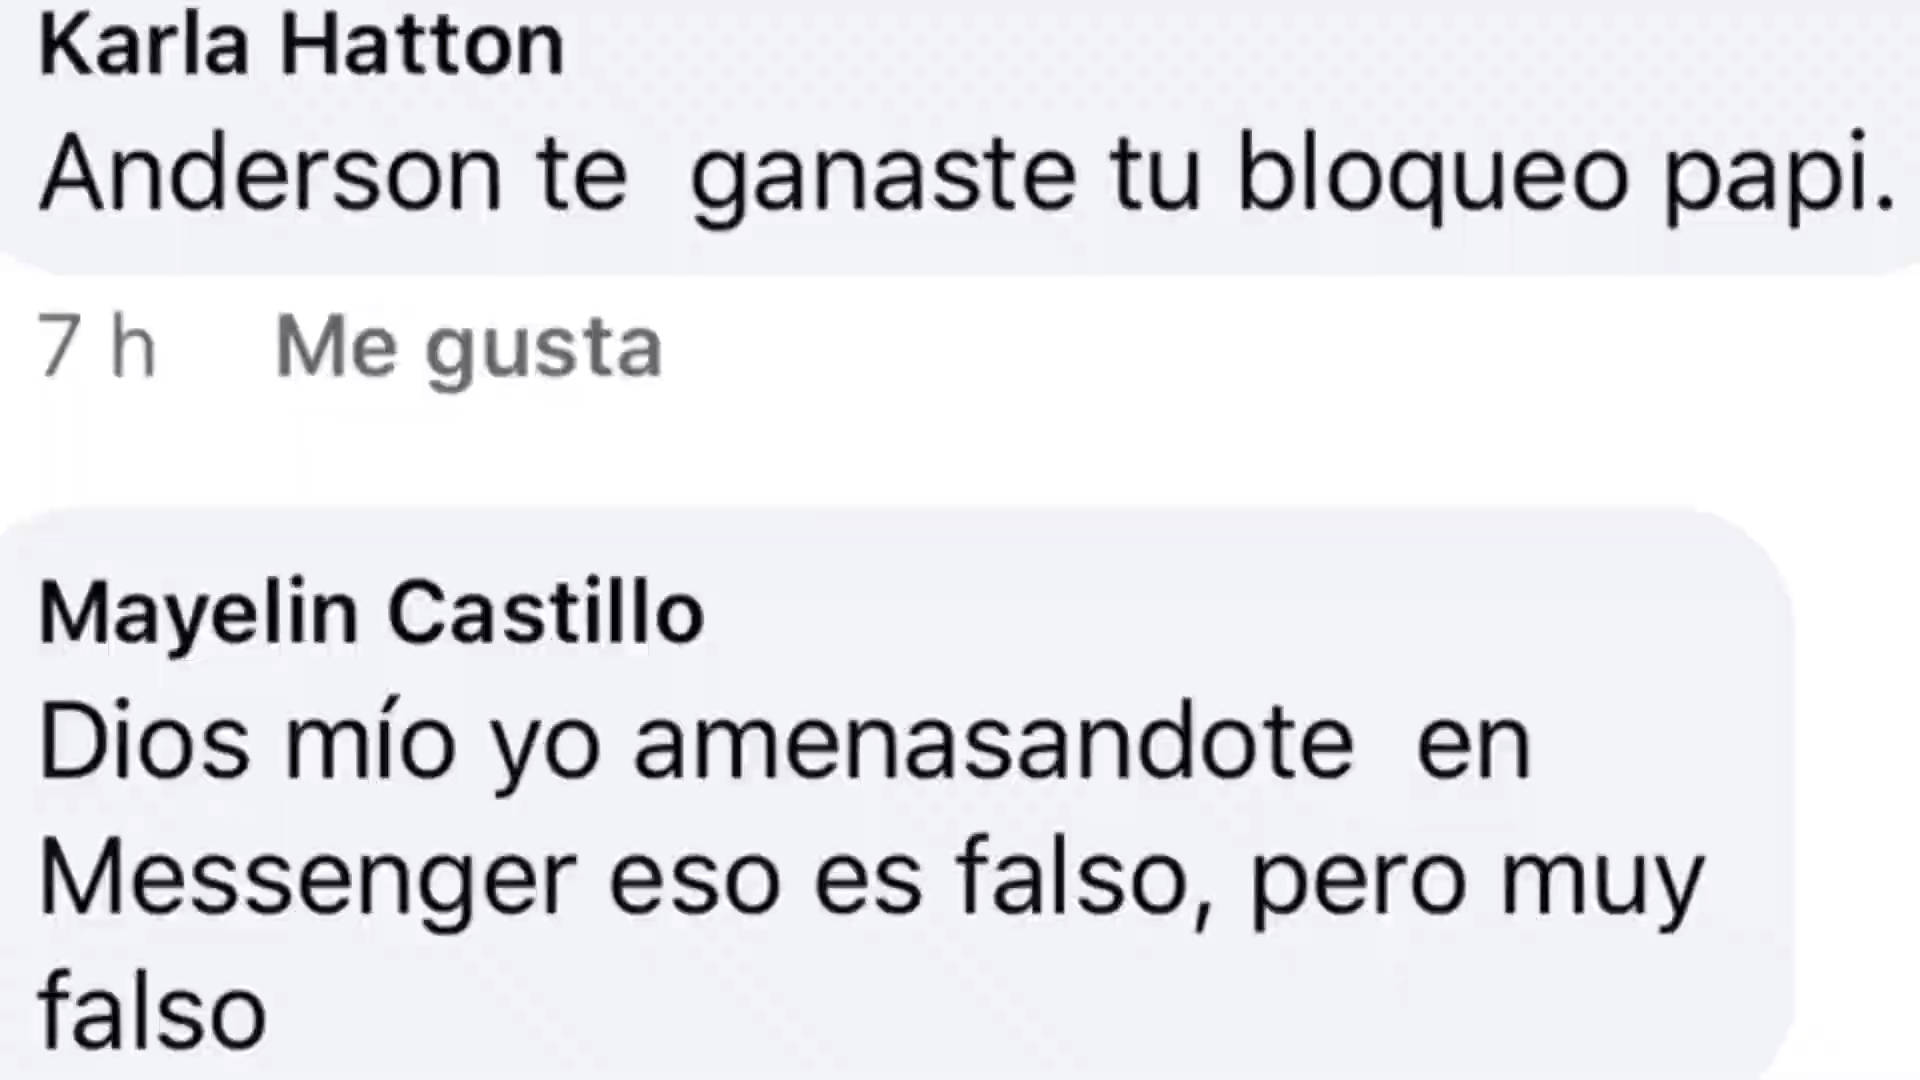 Karla Hatton
Anderson te  ganaste tu bloqueo papi.
7 h Me gusta
Mayelin Castillo
Dios mío yo amenasandote  en
Messenger eso es falso, pero muy
falso